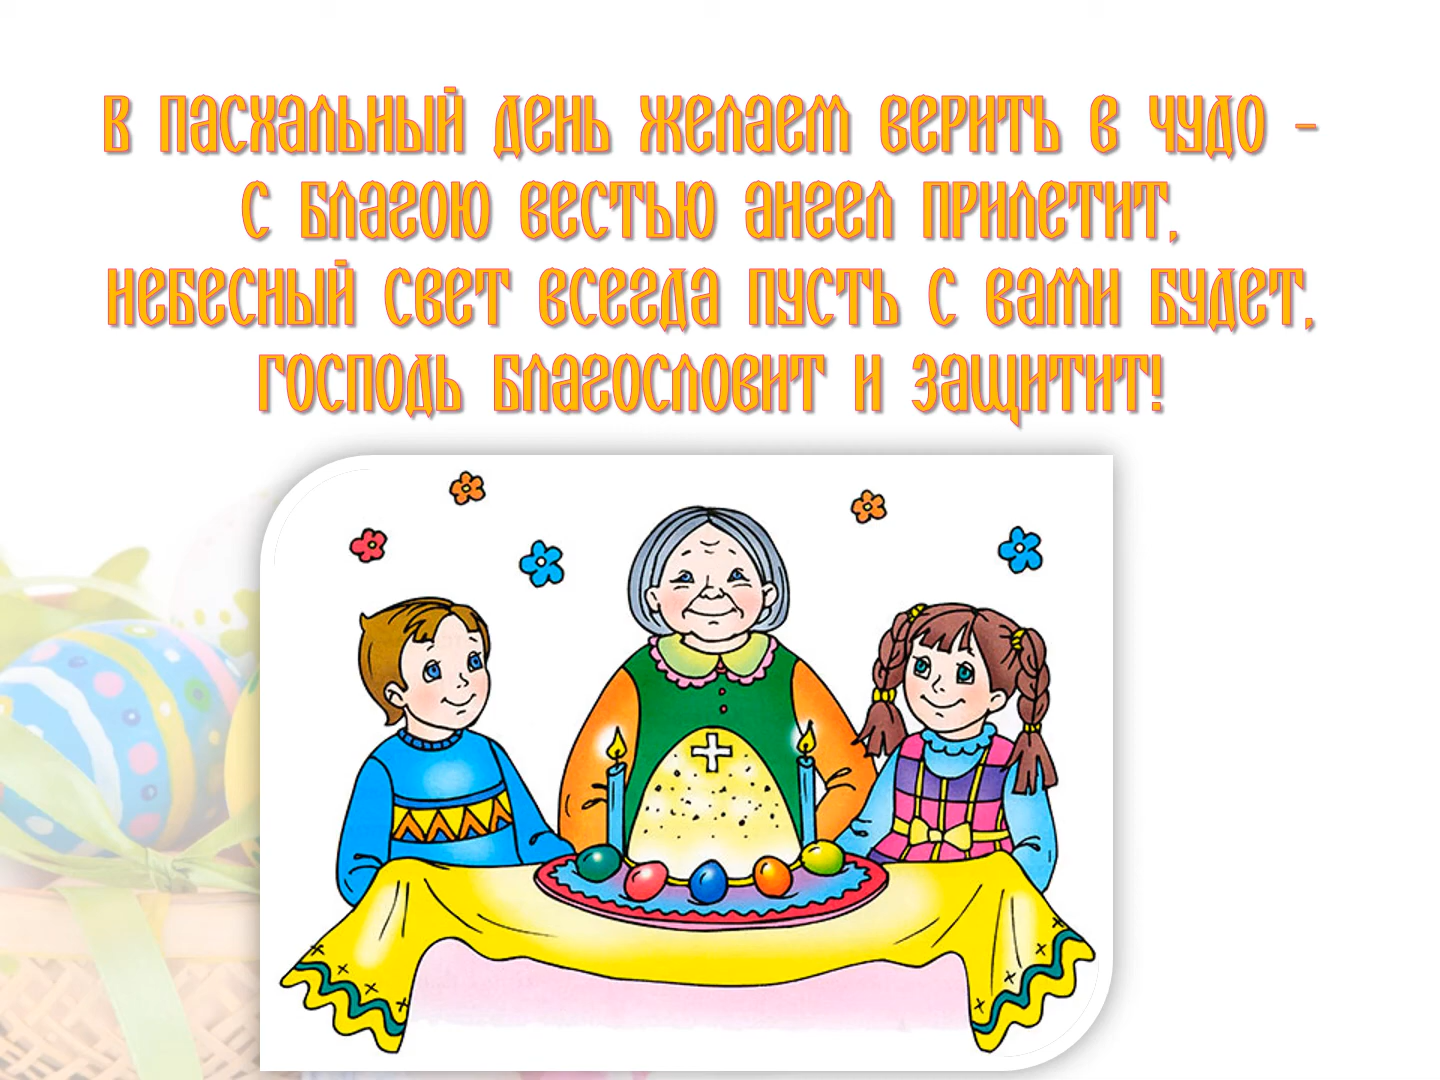 В пасхальный день желаем верить в чудо -
С благою вестью ангел прилетит,
Небесный свет всегда пусть с вами будет,
Господь благословит и защитит!